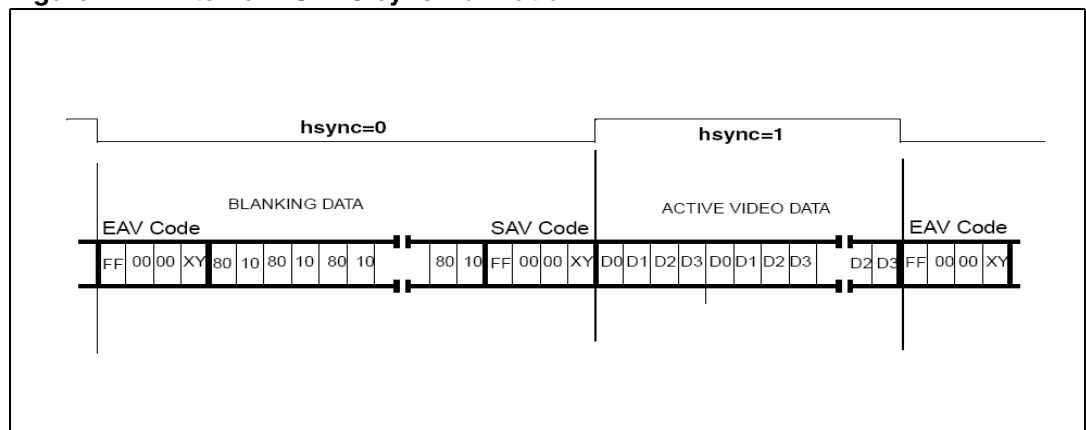 hsync=0
hsync=1
BLANKING DATA
ACTIVE VIDEO DATA
EAV Code
SAV Code
EAV Code
FF 00 00 XY 80 10 80 10 80 10 80 10 FF 00 00 XY D0 D1 D2 D3 D0 D1 D2 D3 D2 D3 FF 00 00 XY